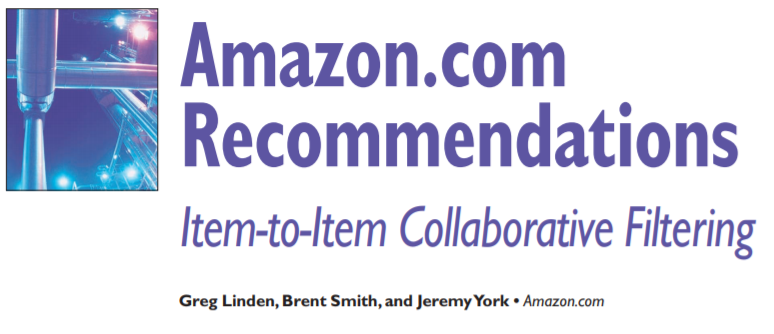 Amazon.com
Recommendations
Item-to-Item Collaborative Filtering
Greg Linden, Brent Smith, and Jeremy York • Amazon.com